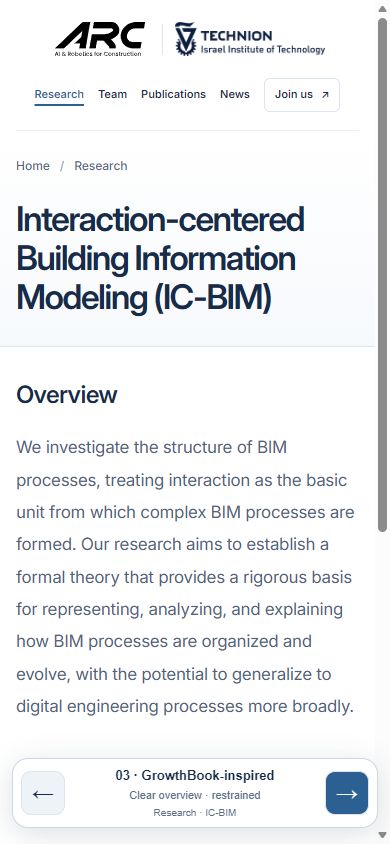 ARC
AI & Robotics for Construction
TECHNION
Israel Institute of Technology
Research Team Publications News Join us ↗
Home / Research
Interaction-centered
Building Information
Modeling (IC-BIM)
Overview
We investigate the structure of BIM
processes, treating interaction as the basic
unit from which complex BIM processes are
formed. Our research aims to establish a
formal theory that provides a rigorous basis
for representing, analyzing, and explaining
how BIM processes are organized and
evolve, with the potential to generalize to
digital engineering processes more broadly.
← 03 · GrowthBook-inspired →
Clear overview · restrained
Research · IC-BIM